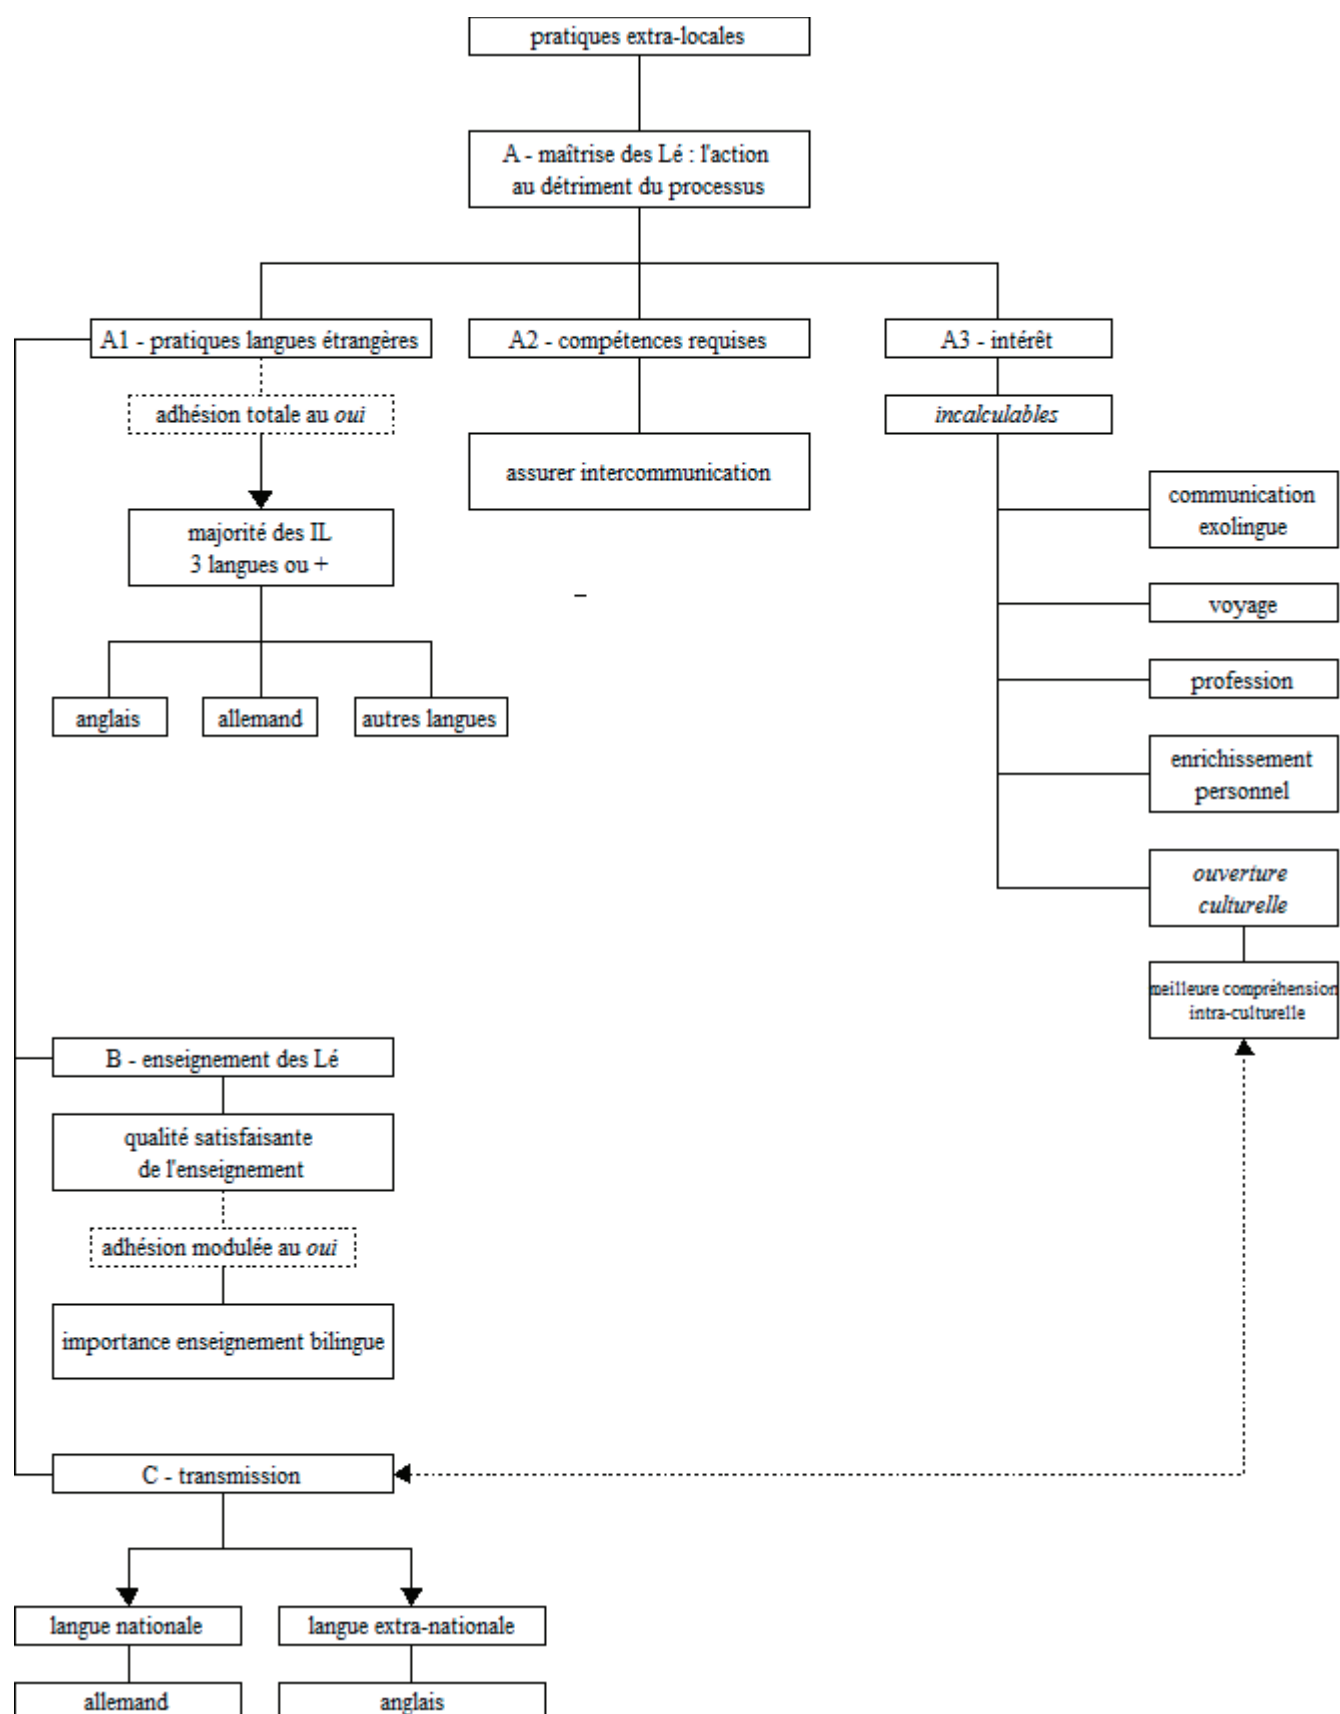 pratiques extra-locales
A - maîtrise des Lé : l'action
au détriment du processus
A1 - pratiques langues étrangères
A2 - compétences requises
A3 - intérêt
adhésion totale au oui
incalculables
assurer intercommunication
majorité des IL
3 langues ou +
communication
exolingue
voyage
profession
anglais
allemand
autres langues
enrichissement
personnel
ouverture
culturelle
meilleure compréhension
intra-culturelle
B - enseignement des Lé
qualité satisfaisante
de l'enseignement
adhésion modulée au oui
importance enseignement bilingue
C - transmission
langue nationale
langue extra-nationale
allemand
anglais